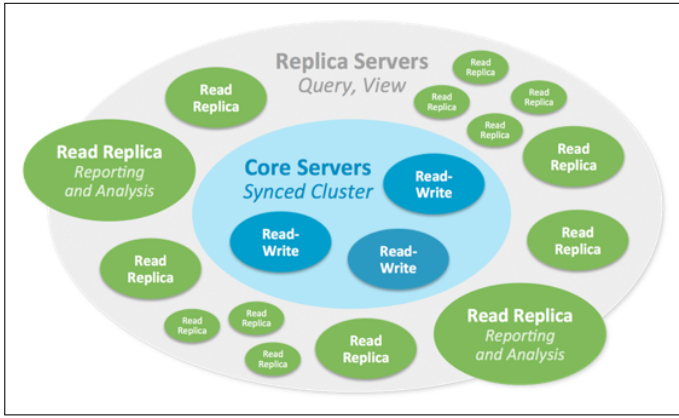 Replica Servers
Query, View
Read
Replica
Read
Replica
Read
Replica
Read
Replica
Read
Replica
Read Replica
Reporting
and Analysis
Core Servers
Synced Cluster
Read-
Write
Read
Replica
Read-
Write
Read-
Write
Read
Replica
Read
Replica
Read
Replica
Read
Replica
Read
Replica
Read
Replica
Read Replica
Reporting
and Analysis